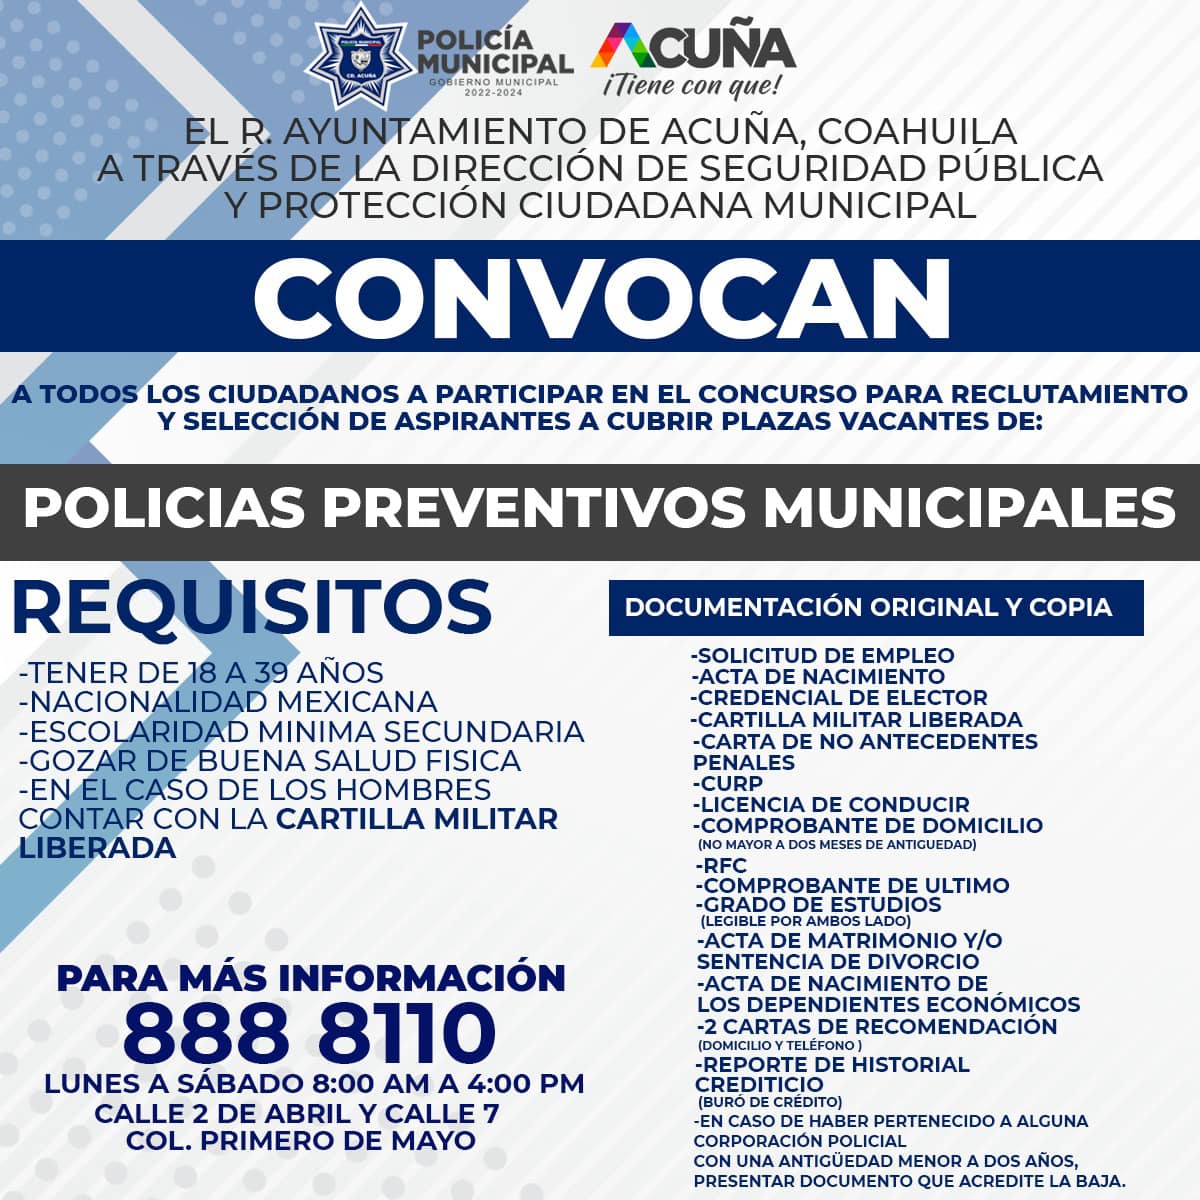 POLICÍA MUNICIPAL
CD. ACUÑA
POLICÍA
MUNICIPAL
GOBIERNO MUNICIPAL
2022-2024
ACUÑA
¡Tiene con que!
EL R. AYUNTAMIENTO DE ACUÑA, COAHUILA
A TRAVÉS DE LA DIRECCIÓN DE SEGURIDAD PÚBLICA
Y PROTECCIÓN CIUDADANA MUNICIPAL
CONVOCAN
A TODOS LOS CIUDADANOS A PARTICIPAR EN EL CONCURSO PARA RECLUTAMIENTO
Y SELECCIÓN DE ASPIRANTES A CUBRIR PLAZAS VACANTES DE:
POLICIAS PREVENTIVOS MUNICIPALES
REQUISITOS
-TENER DE 18 A 39 AÑOS
-NACIONALIDAD MEXICANA
-ESCOLARIDAD MINIMA SECUNDARIA
-GOZAR DE BUENA SALUD FISICA
-EN EL CASO DE LOS HOMBRES
CONTAR CON LA CARTILLA MILITAR
LIBERADA
PARA MÁS INFORMACIÓN
888 8110
LUNES A SÁBADO 8:00 AM A 4:00 PM
CALLE 2 DE ABRIL Y CALLE 7
COL. PRIMERO DE MAYO
DOCUMENTACIÓN ORIGINAL Y COPIA
-SOLICITUD DE EMPLEO
-ACTA DE NACIMIENTO
-CREDENCIAL DE ELECTOR
-CARTILLA MILITAR LIBERADA
-CARTA DE NO ANTECEDENTES
PENALES
-CURP
-LICENCIA DE CONDUCIR
-COMPROBANTE DE DOMICILIO
(NO MAYOR A DOS MESES DE ANTIGUEDAD)
-RFC
-COMPROBANTE DE ULTIMO
-GRADO DE ESTUDIOS
(LEGIBLE POR AMBOS LADO)
-ACTA DE MATRIMONIO Y/O
SENTENCIA DE DIVORCIO
-ACTA DE NACIMIENTO DE
LOS DEPENDIENTES ECONÓMICOS
-2 CARTAS DE RECOMENDACIÓN
(DOMICILIO Y TELÉFONO )
-REPORTE DE HISTORIAL
CREDITICIO
(BURÓ DE CRÉDITO)
-EN CASO DE HABER PERTENECIDO A ALGUNA
CORPORACIÓN POLICIAL
CON UNA ANTIGÜEDAD MENOR A DOS AÑOS,
PRESENTAR DOCUMENTO QUE ACREDITE LA BAJA.